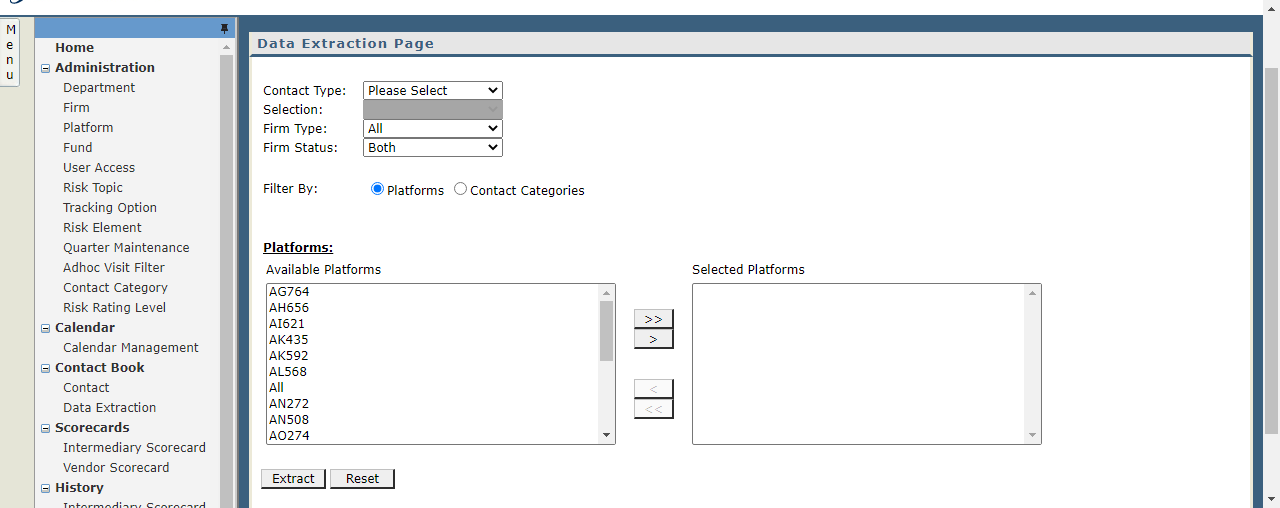 Menu
Home
Administration
Department
Firm
Platform
Fund
User Access
Risk Topic
Tracking Option
Risk Element
Quarter Maintenance
Adhoc Visit Filter
Contact Category
Risk Rating Level
Calendar
Calendar Management
Contact Book
Contact
Data Extraction
Scorecards
Intermediary Scorecard
Vendor Scorecard
History
Intermediary Scorecard
Data Extraction Page
Contact Type: Please Select
Selection:
Firm Type: All
Firm Status: Both
Filter By: Platforms Contact Categories
Platforms:
Available Platforms
AG764
AH656
AI621
AK435
AK592
AL568
All
AN272
AN508
AO274
>>
>
<
<<
Selected Platforms
Extract Reset